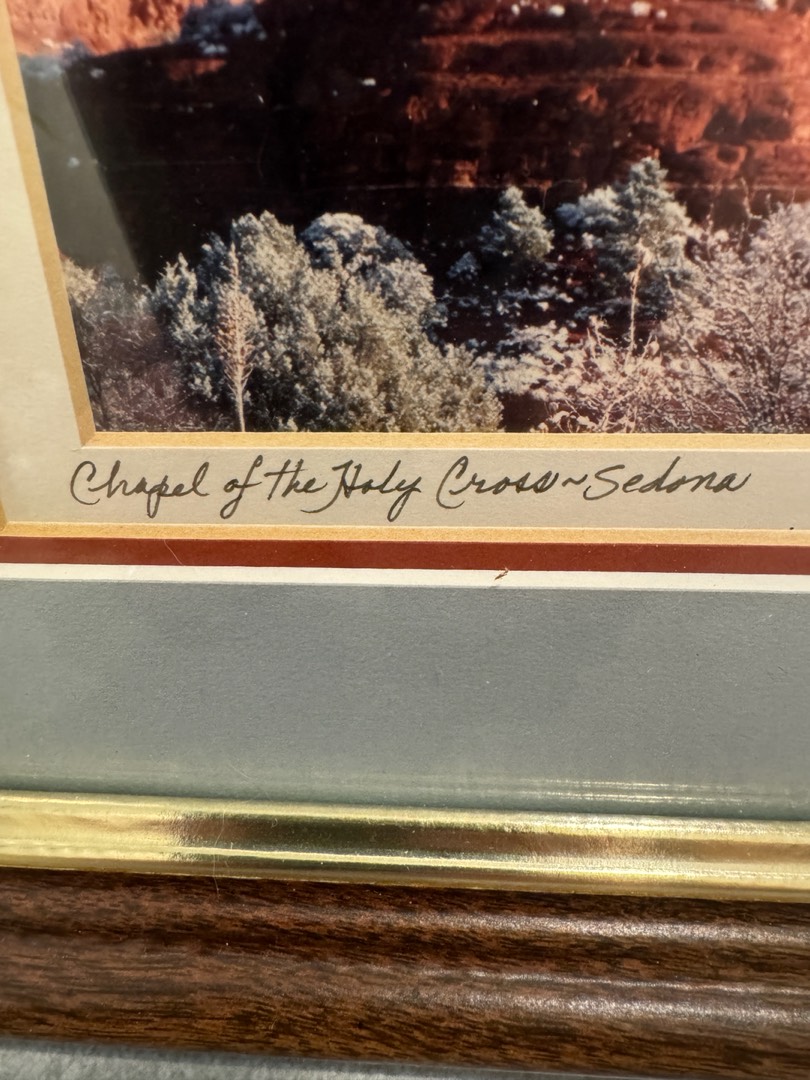 Chapel of the Holy Cross ~ Sedona